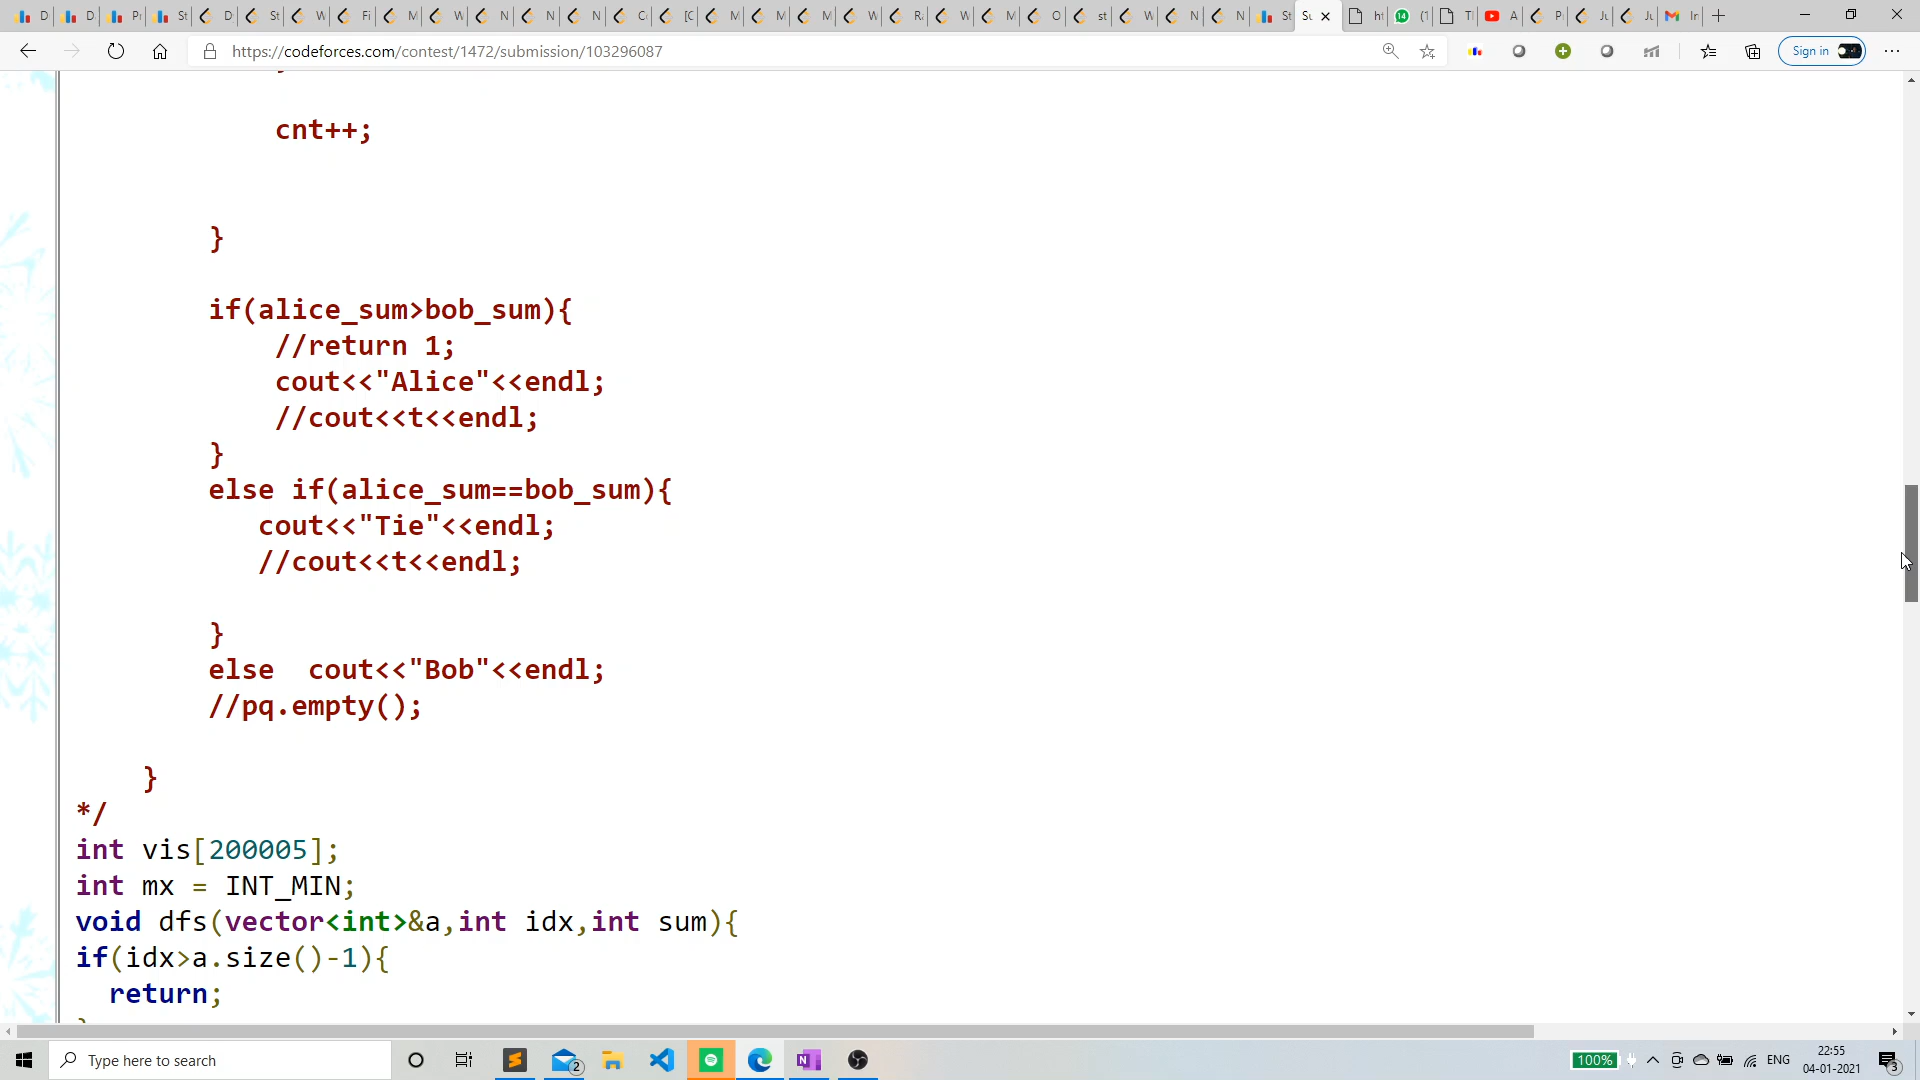 https://codeforces.com/contest/1472/submission/103296087
Sign in
cnt++;
}
if(alice_sum>bob_sum){
//return 1;
cout<<"Alice"<<endl;
//cout<<t<<endl;
}
else if(alice_sum==bob_sum){
cout<<"Tie"<<endl;
//cout<<t<<endl;
}
else  cout<<"Bob"<<endl;
//pq.empty();
}
*/
int vis[200005];
int mx = INT_MIN;
void dfs(vector<int>&a,int idx,int sum){
if(idx>a.size()-1){
return;
Type here to search
2
100%
ENG
22:55
04-01-2021
3